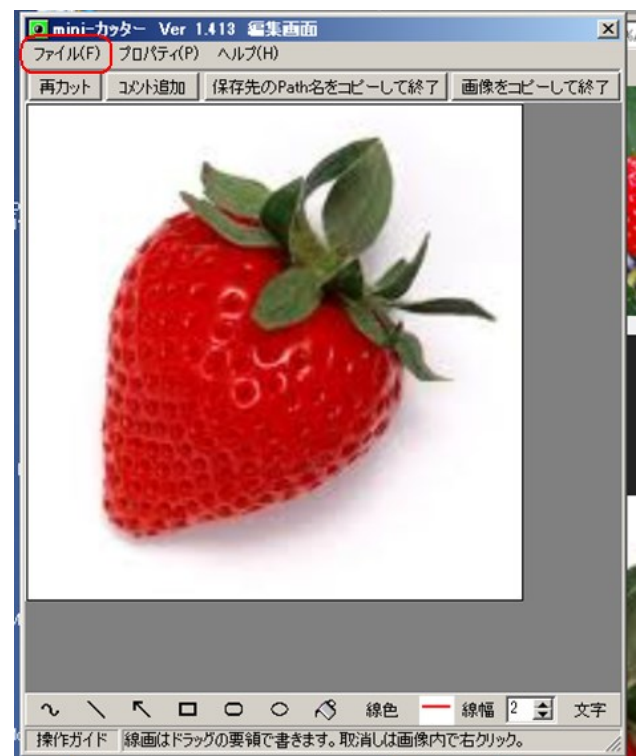 mini-カッター Ver 1.413 編集画面
ファイル(F) プロパティ(P) ヘルプ(H)
再カット コメント追加 保存先のPath名をコピーして終了 画像をコピーして終了
線色 線幅 2 文字
操作ガイド 線画はドラッグの要領で書きます。取消しは画像内で右クリック。